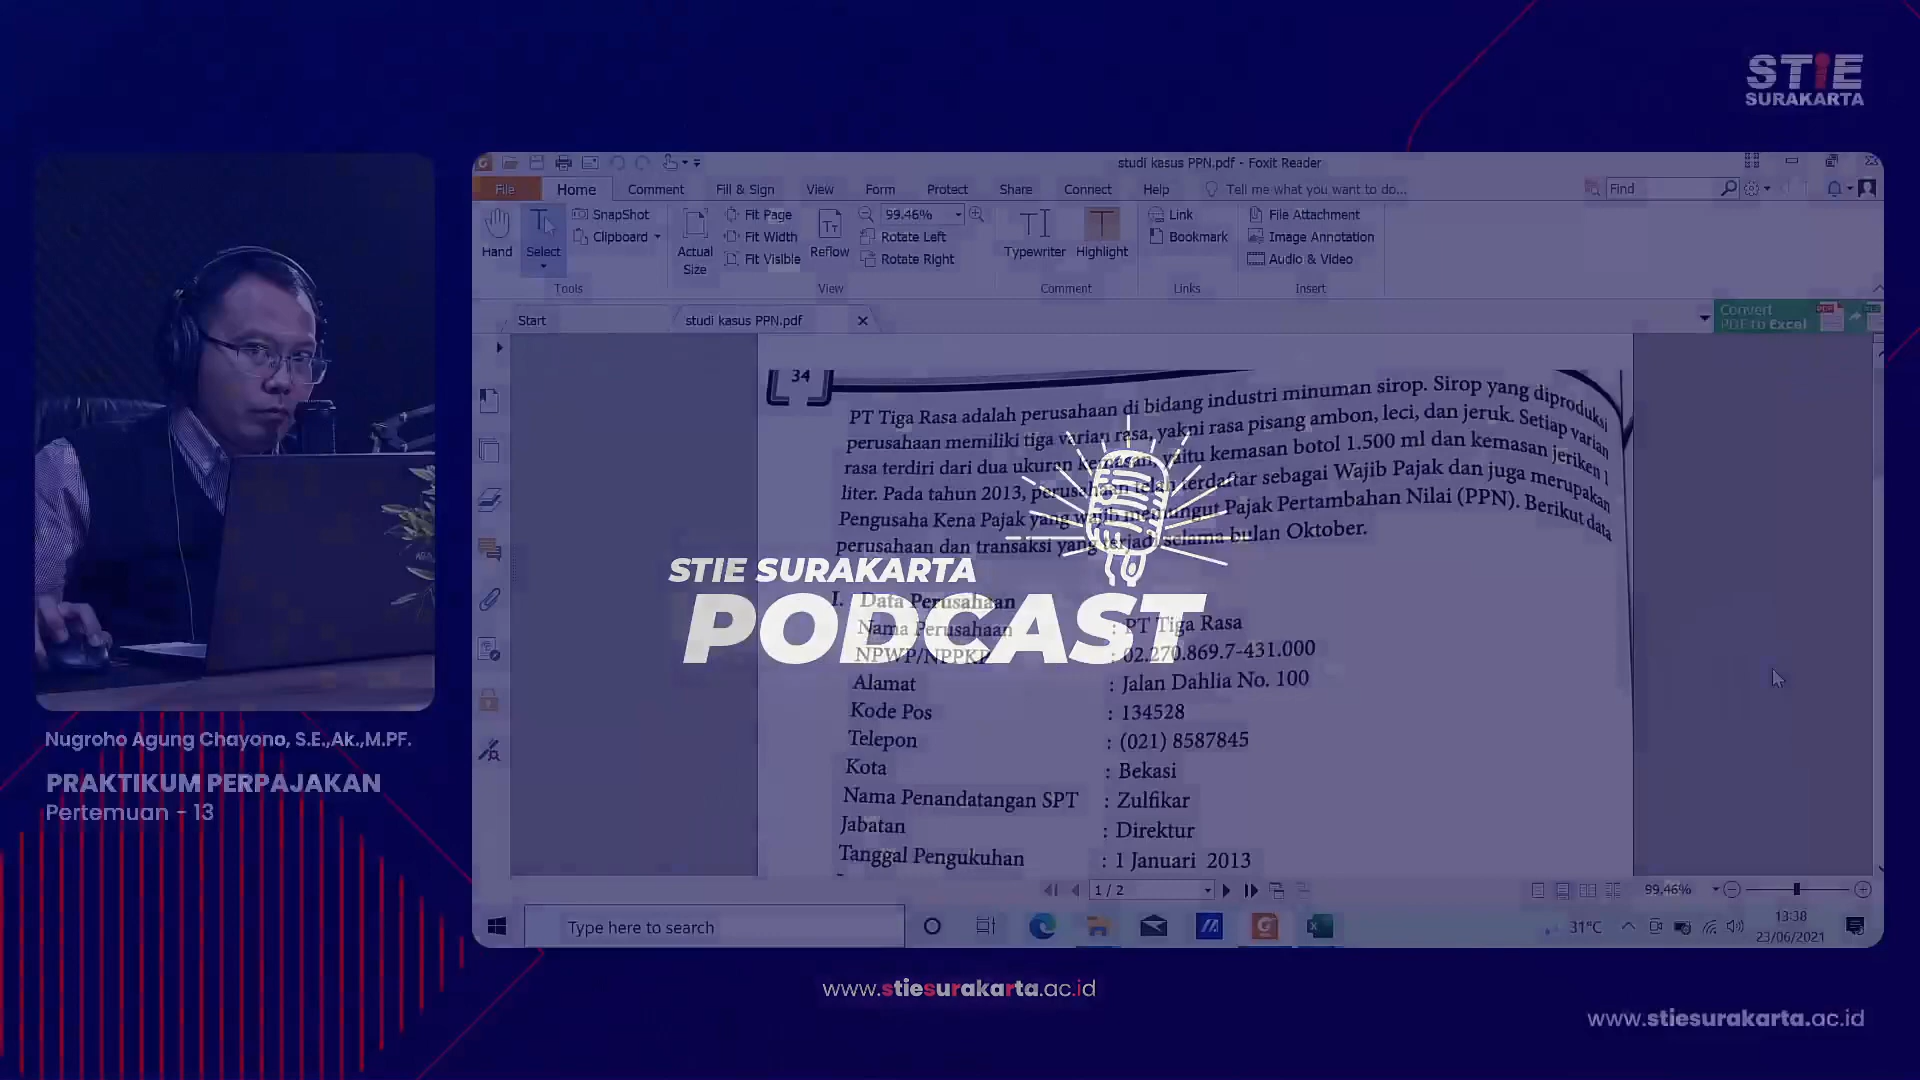 STiE
SURAKARTA
studi kasus PPN.pdf - Foxit Reader
File Home Comment Fill & Sign View Form Protect Share Connect Help Tell me what you want to do... Find
Hand
Select
SnapShot
Clipboard
Tools
Actual Size
Fit Page
Fit Width
Fit Visible
Reflow
99.46%
Rotate Left
Rotate Right
View
Typewriter
Highlight
Comment
Link
Bookmark
Links
File Attachment
Image Annotation
Audio & Video
Insert
Start
studi kasus PPN.pdf
Convert
PDF to Excel
34
PT Tiga Rasa adalah perusahaan di bidang industri minuman sirop. Sirop yang diproduksi
perusahaan memiliki tiga varian rasa, yakni rasa pisang ambon, leci, dan jeruk. Setiap varian
rasa terdiri dari dua ukuran kemasan, yaitu kemasan botol 1.500 ml dan kemasan jeriken 1
liter. Pada tahun 2013, perusahaan telah terdaftar sebagai Wajib Pajak dan juga merupakan
Pengusaha Kena Pajak yang wajib memungut Pajak Pertambahan Nilai (PPN). Berikut data
perusahaan dan transaksi yang terjadi selama bulan Oktober.
STIE SURAKARTA
PODCAST
I. Data Perusahaan
Nama Perusahaan : PT Tiga Rasa
NPWP/NPPKP : 02.270.869.7-431.000
Alamat : Jalan Dahlia No. 100
Kode Pos : 134528
Telepon : (021) 8587845
Kota : Bekasi
Nama Penandatangan SPT : Zulfikar
Jabatan : Direktur
Tanggal Pengukuhan : 1 Januari 2013
1 / 2
99.46%
Type here to search
31°C
13:38
23/06/2021
Nugroho Agung Chayono, S.E.,Ak.,M.PF.
PRAKTIKUM PERPAJAKAN
Pertemuan - 13
www.stiesurakarta.ac.id
www.stiesurakarta.ac.id